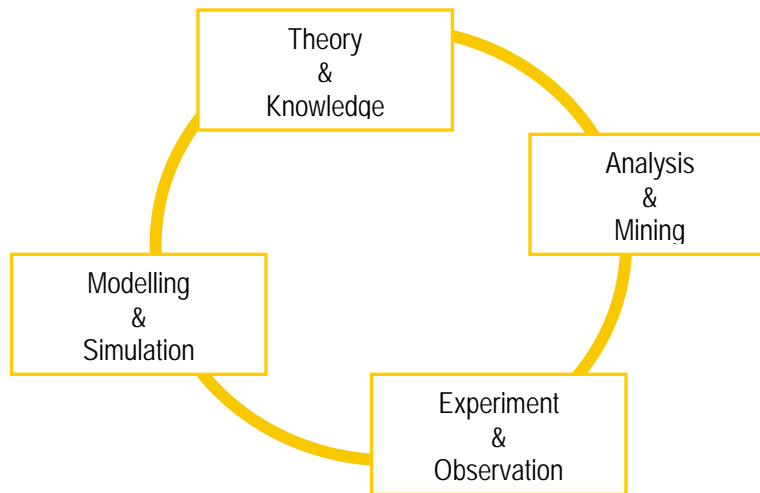 Theory
&
Knowledge
Analysis
&
Mining
Modelling
&
Simulation
Experiment
&
Observation